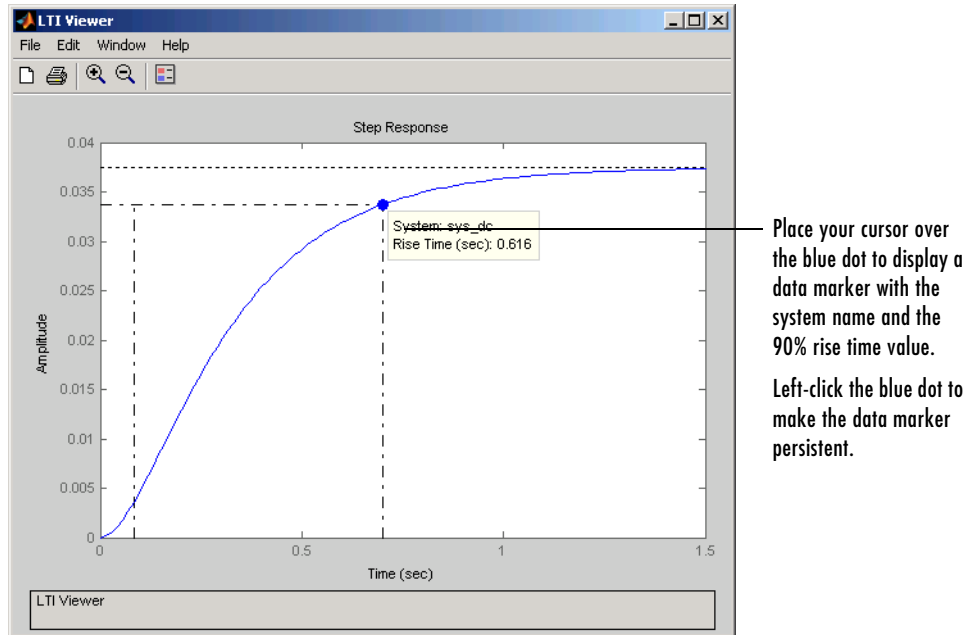 LTI Viewer
File Edit Window Help
Step Response
0.04
0.035
0.03
0.025
0.02
0.015
0.01
0.005
0
Amplitude
System: sys_dc
Rise Time (sec): 0.616
0
0.5
1
1.5
Time (sec)
LTI Viewer
Place your cursor over
the blue dot to display a
data marker with the
system name and the
90% rise time value.
Left-click the blue dot to
make the data marker
persistent.